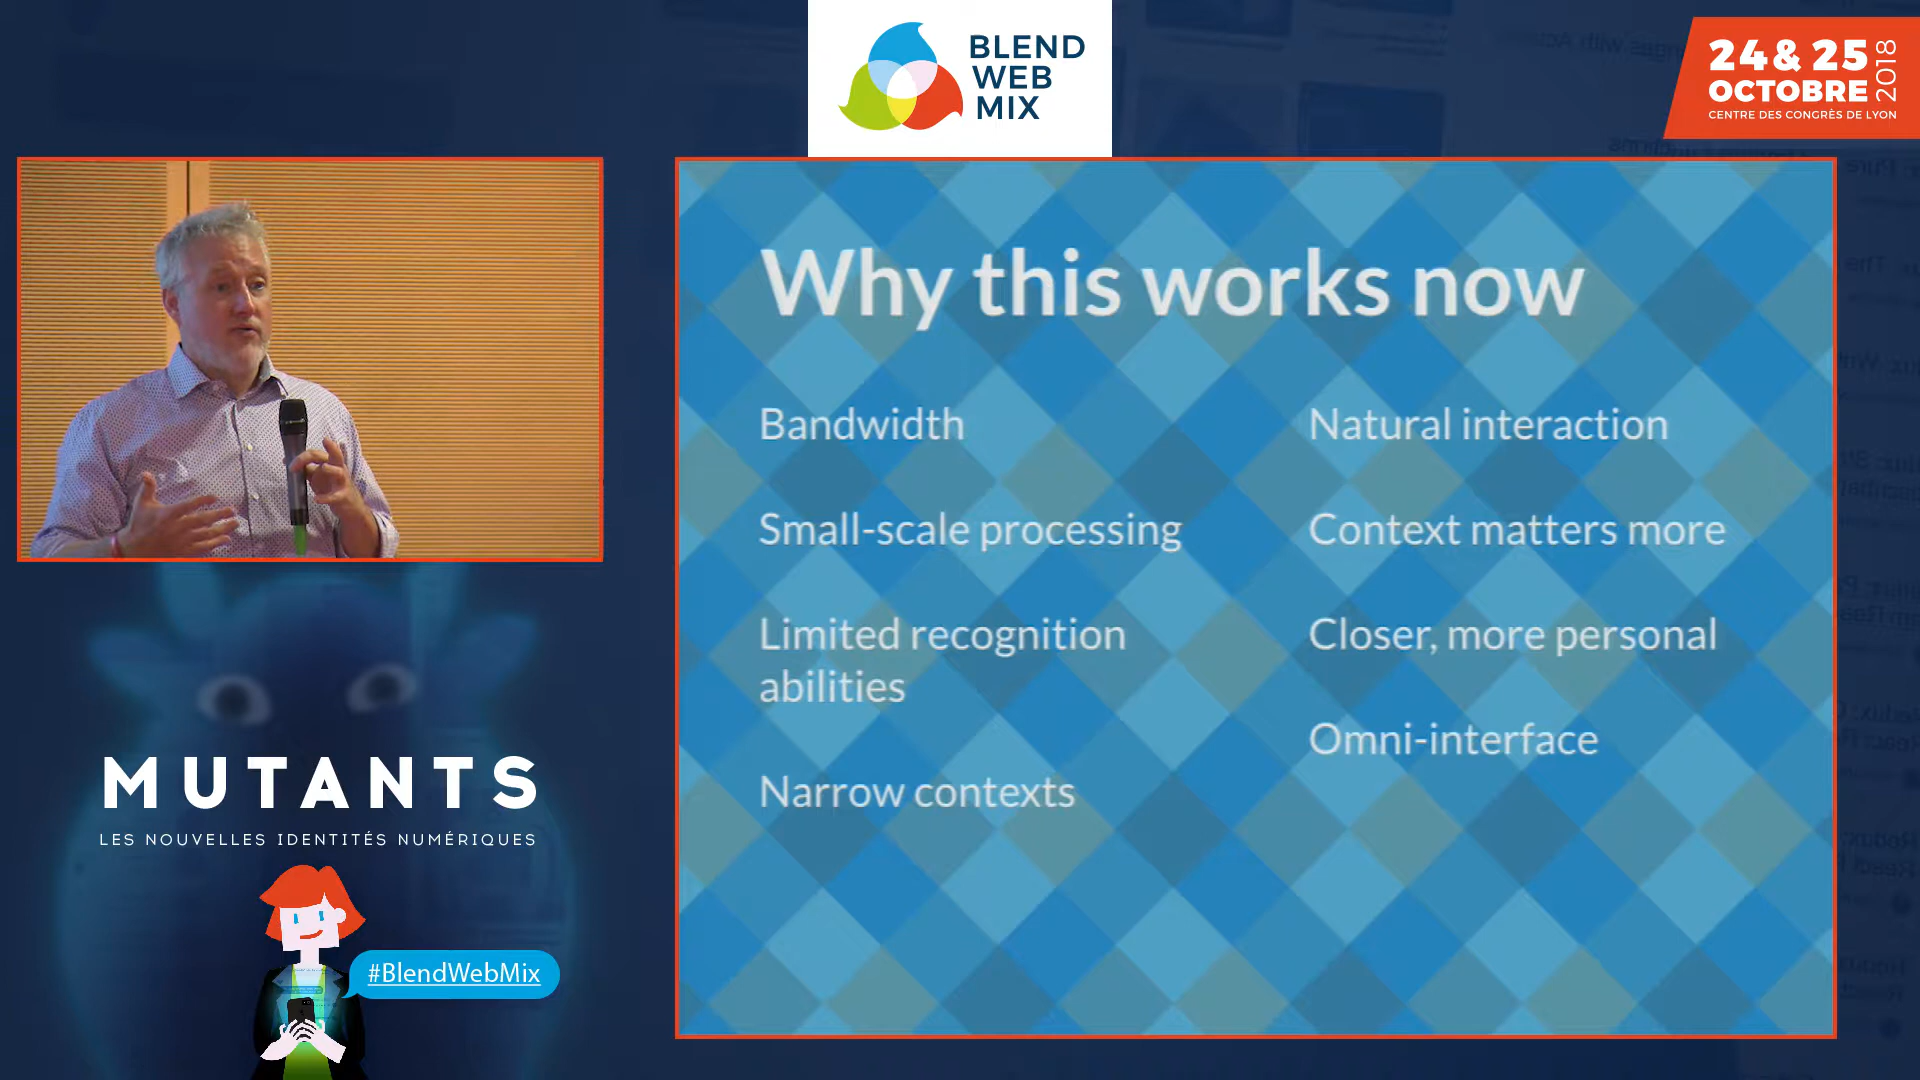 BLEND
WEB
MIX
24 & 25
OCTOBRE
2018
CENTRE DES CONGRÈS DE LYON
Why this works now
Bandwidth
Small-scale processing
Limited recognition
abilities
Narrow contexts
Natural interaction
Context matters more
Closer, more personal
Omni-interface
MUTANTS
LES NOUVELLES IDENTITÉS NUMÉRIQUES
#BlendWebMix